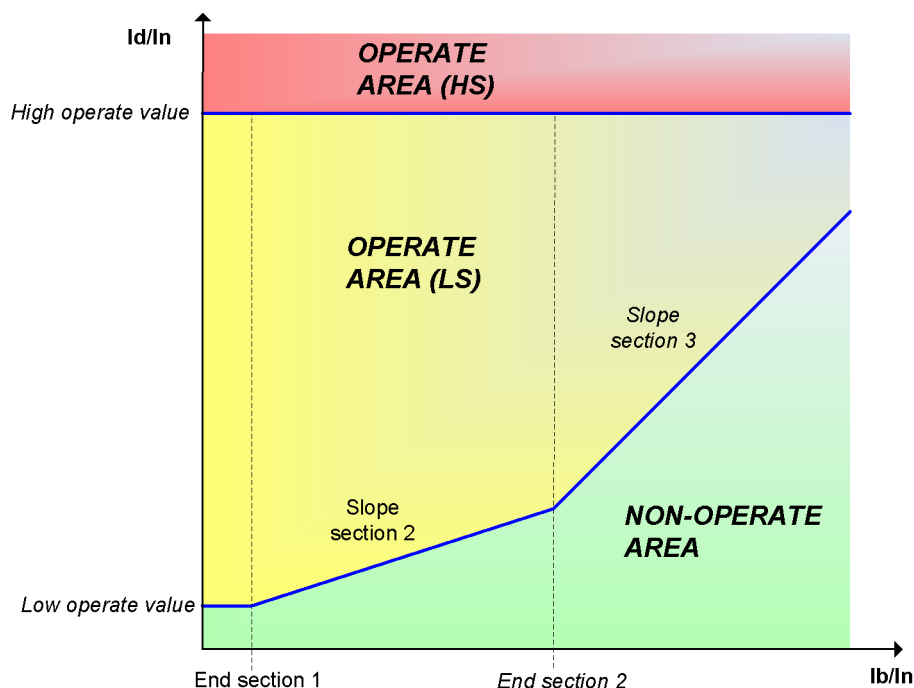 Id/In
OPERATE
AREA (HS)
High operate value
OPERATE
AREA (LS)
Slope
section 3
Slope
section 2
NON-OPERATE
AREA
Low operate value
End section 1
End section 2
Ib/In